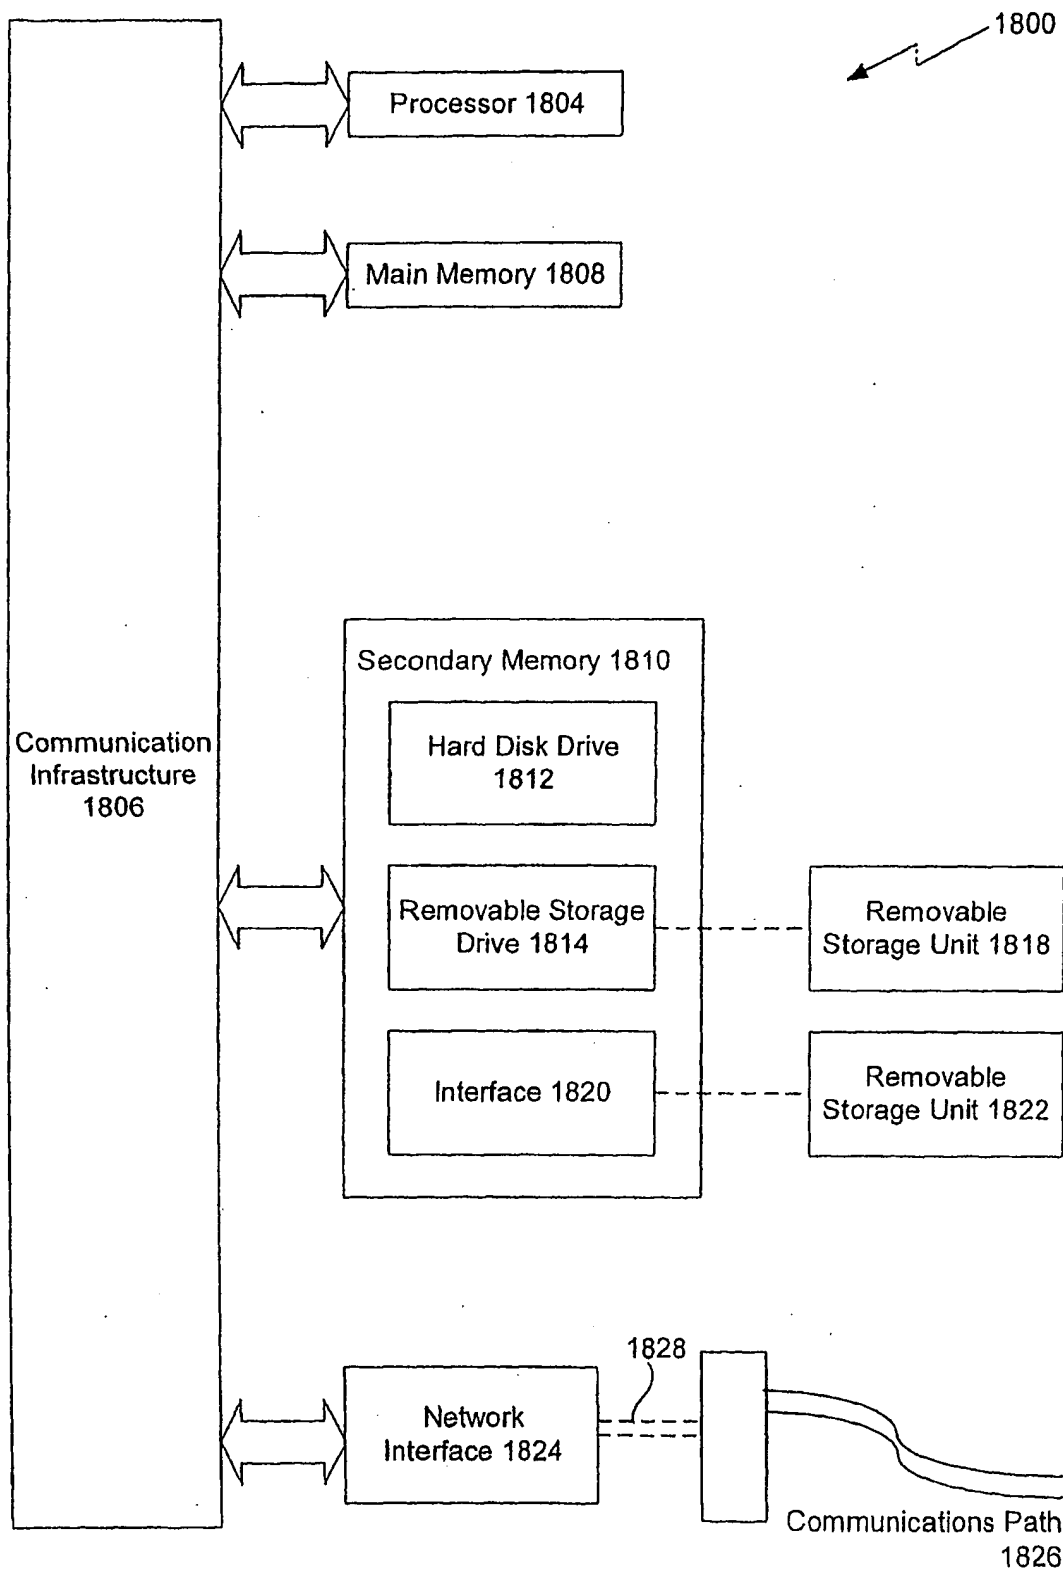 1800
Processor 1804
Main Memory 1808
Secondary Memory 1810
Hard Disk Drive
1812
Communication
Infrastructure
1806
Removable Storage
Drive 1814
Removable
Storage Unit 1818
Interface 1820
Removable
Storage Unit 1822
1828
Network
Interface 1824
Communications Path
1826